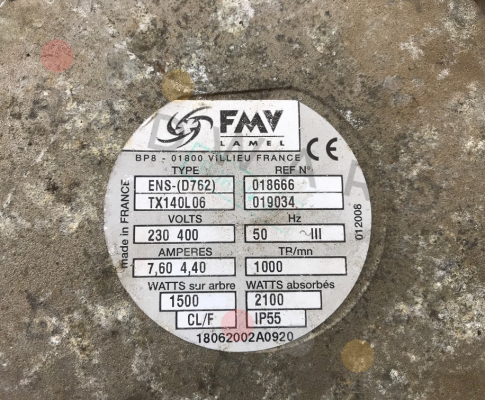 FMV
LAMEL
BP8 - 01800 VILLIEU FRANCE
CE
TYPE REF N°
ENS-(D762) 018666
TX140L06 019034
VOLTS Hz
230 400 50 ~ III
AMPERES TR/mn
7,60 4,40 1000
WATTS sur arbre WATTS absorbés
1500 2100
CL/F IP55
18062002A0920
made in FRANCE
012008